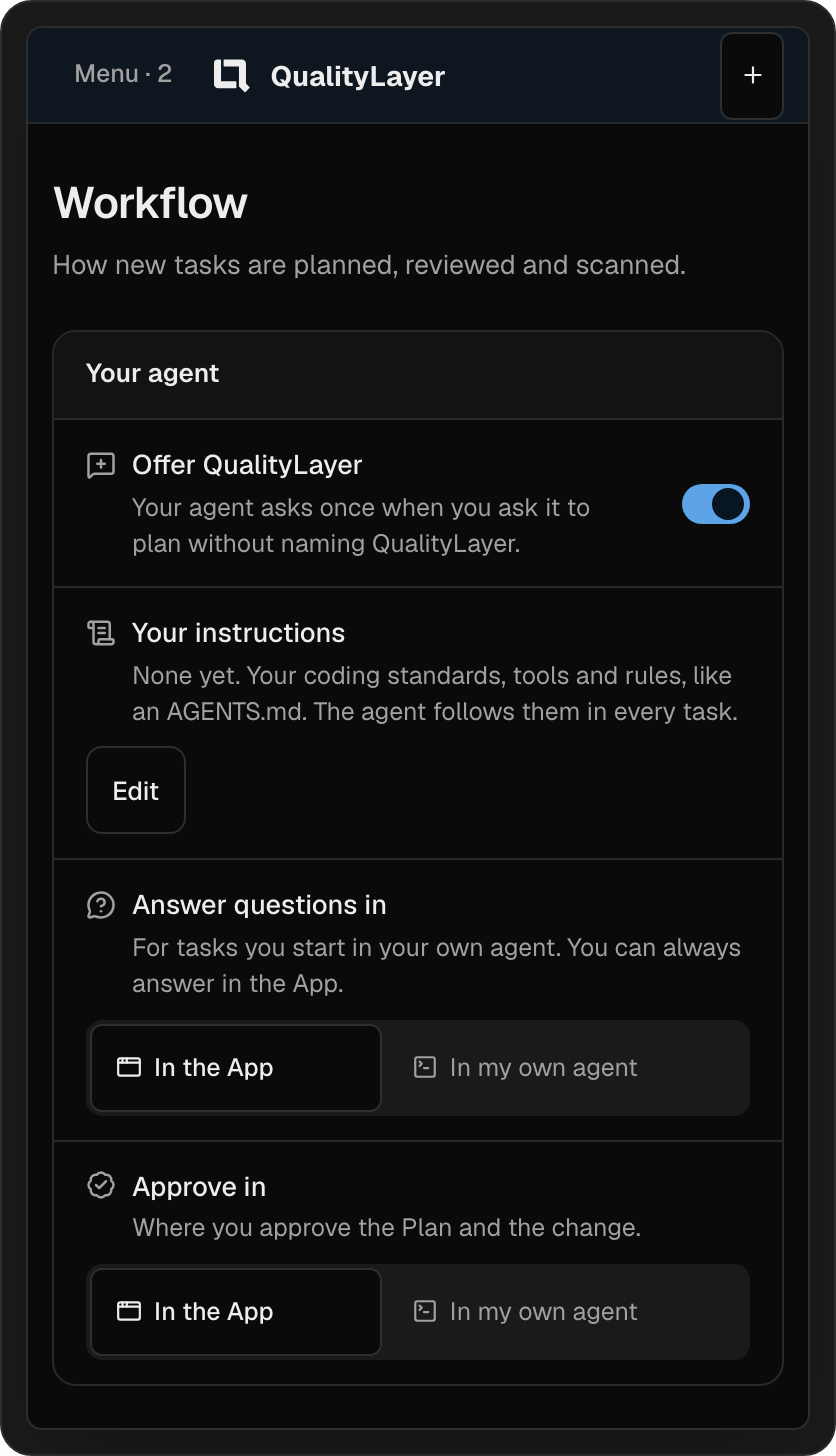 Menu · 2
QualityLayer
+
Workflow
How new tasks are planned, reviewed and scanned.
Your agent
Offer QualityLayer
Your agent asks once when you ask it to
plan without naming QualityLayer.
Your instructions
None yet. Your coding standards, tools and rules, like
an AGENTS.md. The agent follows them in every task.
Edit
Answer questions in
For tasks you start in your own agent. You can always
answer in the App.
In the App
In my own agent
Approve in
Where you approve the Plan and the change.
In the App
In my own agent